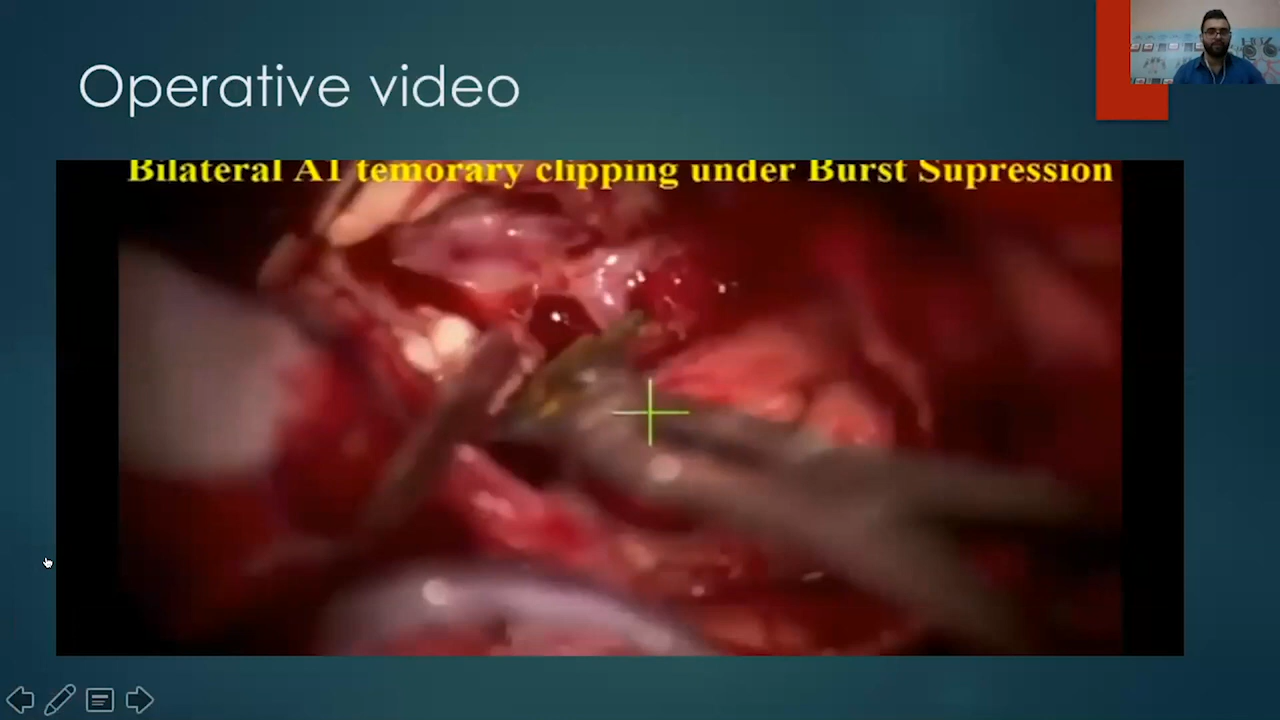 Operative video
Bilateral A1 temorary clipping under Burst Supression